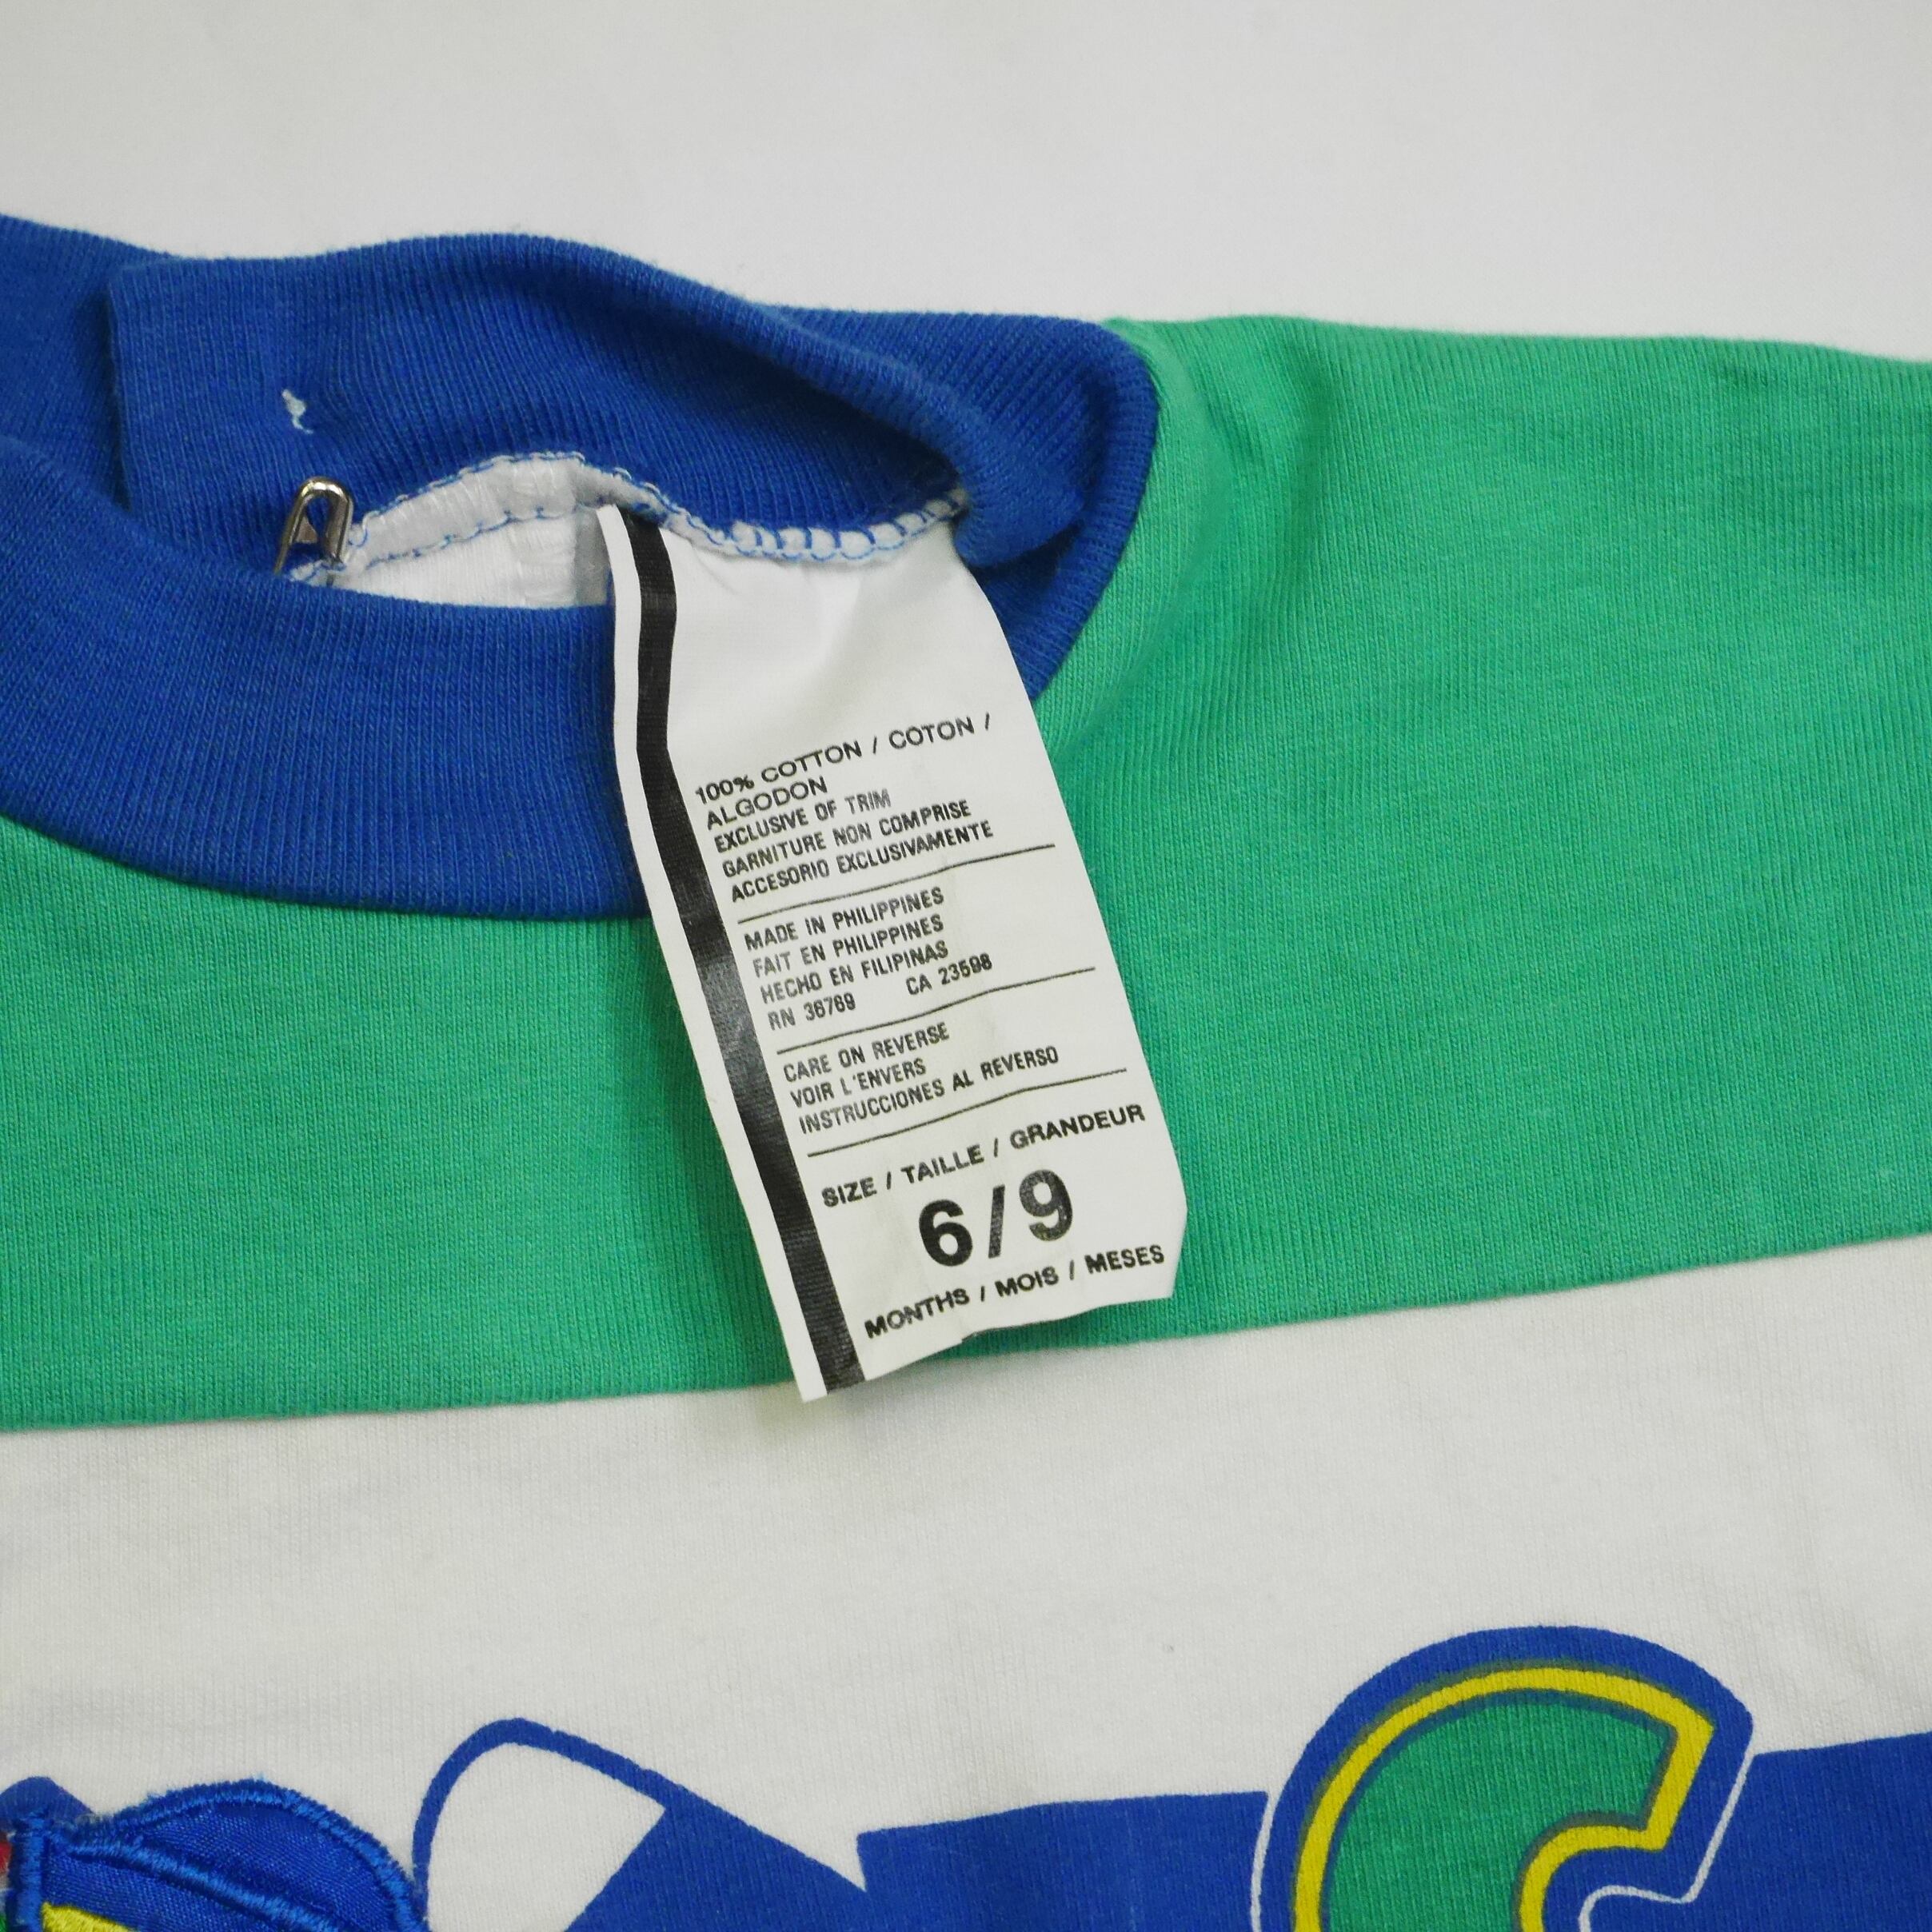 100% COTTON / COTON /
ALGODON
EXCLUSIVE OF TRIM
GARNITURE NON COMPRISE
ACCESORIO EXCLUSIVAMENTE
MADE IN PHILIPPINES
FAIT EN PHILIPPINES
HECHO EN FILIPINAS
RN 36769 CA 23598
CARE ON REVERSE
VOIR L'ENVERS
INSTRUCCIONES AL REVERSO
SIZE / TAILLE / GRANDEUR
6/9
MONTHS / MOIS / MESES